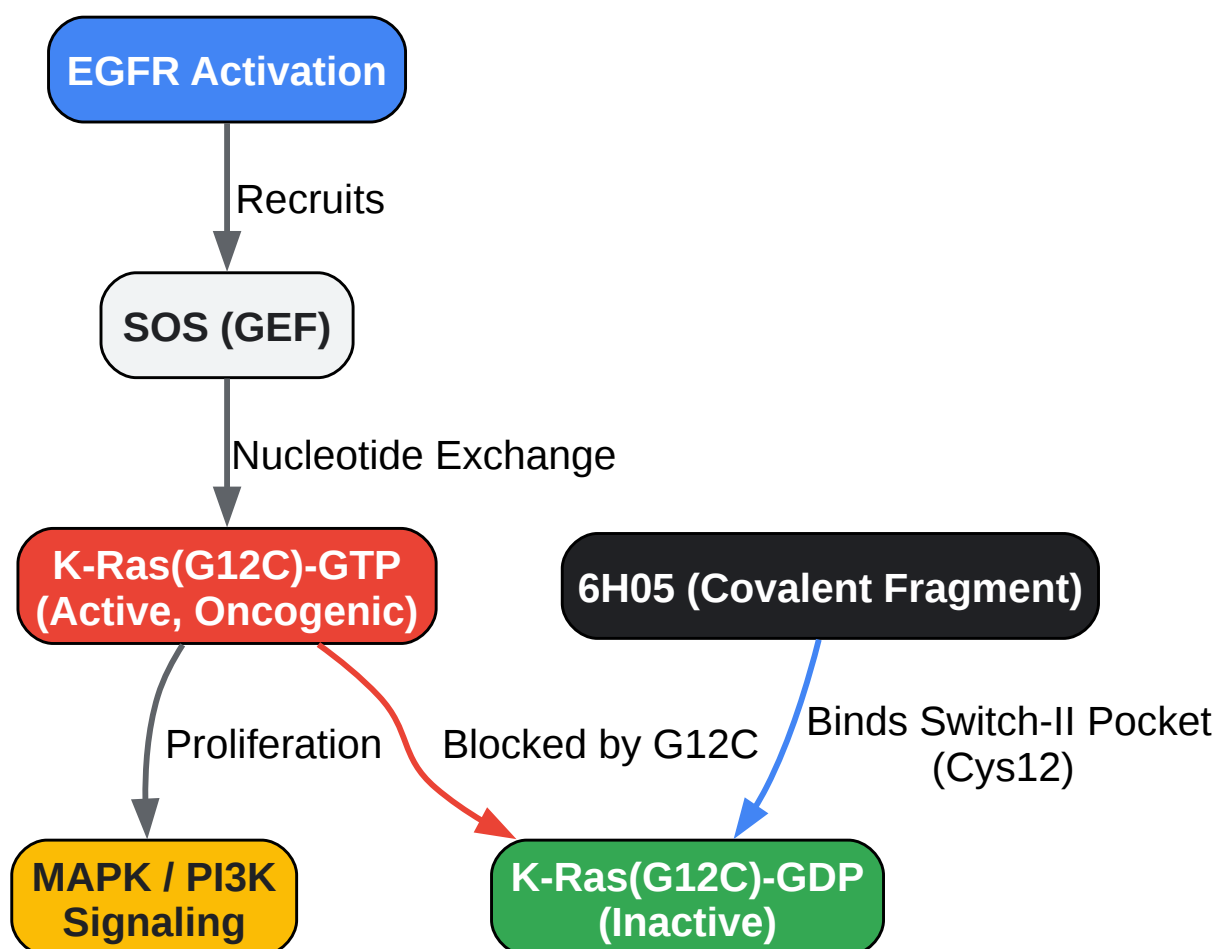 EGFR Activation
Recruits
SOS (GEF)
Nucleotide Exchange
K-Ras(G12C)-GTP
(Active, Oncogenic)
6H05 (Covalent Fragment)
Proliferation
Blocked by G12C
Binds Switch-II Pocket
(Cys12)
MAPK / PI3K
Signaling
K-Ras(G12C)-GDP
(Inactive)